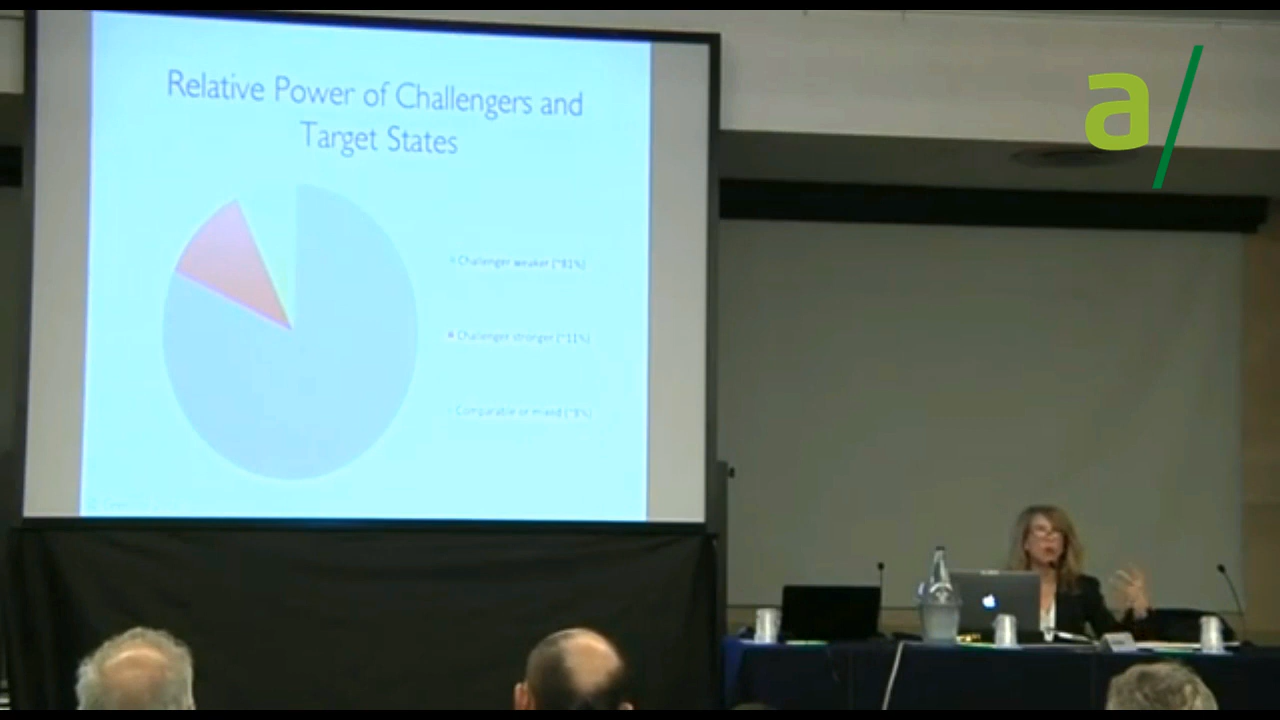 Relative Power of Challengers and
Target States
Challenger weaker (~81%)
Challenger stronger (~11%)
Comparable or mixed (~8%)
a/